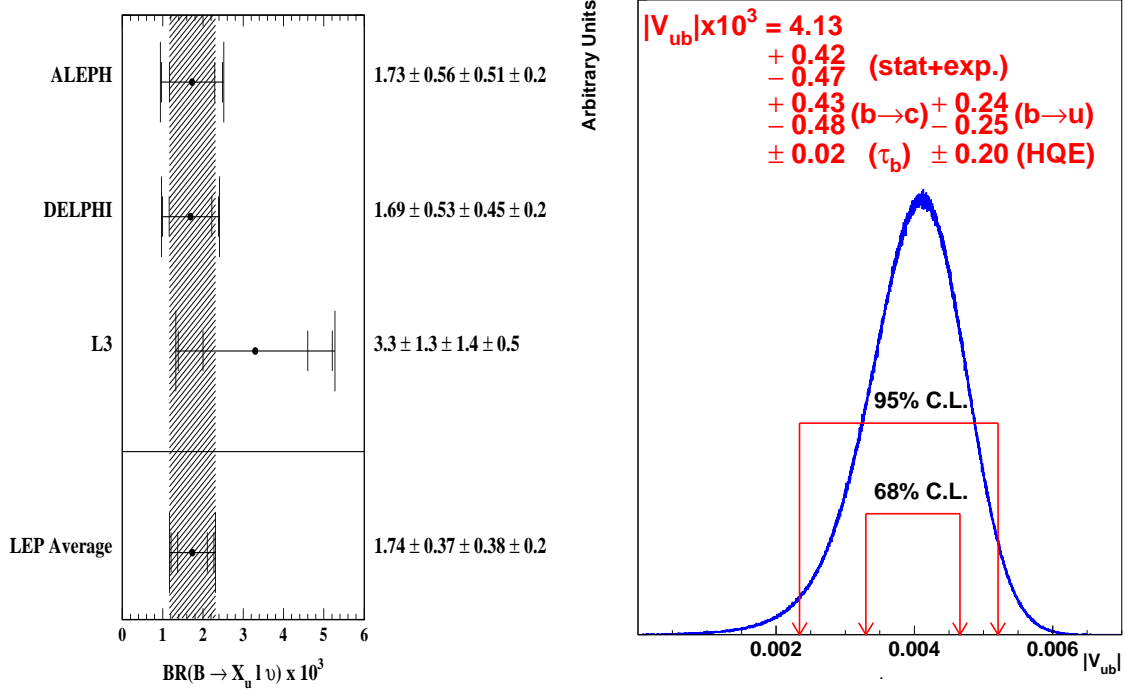 ALEPH
1.73 ± 0.56 ± 0.51 ± 0.2
DELPHI
1.69 ± 0.53 ± 0.45 ± 0.2
L3
3.3 ± 1.3 ± 1.4 ± 0.5
LEP Average
1.74 ± 0.37 ± 0.38 ± 0.2
0 1 2 3 4 5 6
BR(B → X_u l υ) x 10³
Arbitrary Units
|V_ub|x10³ = 4.13
+ 0.42
− 0.47 (stat+exp.)
+ 0.43 + 0.24
− 0.48 (b→c) − 0.25 (b→u)
± 0.02 (τ_b) ± 0.20 (HQE)
95% C.L.
68% C.L.
0.002 0.004 0.006
|V_ub|